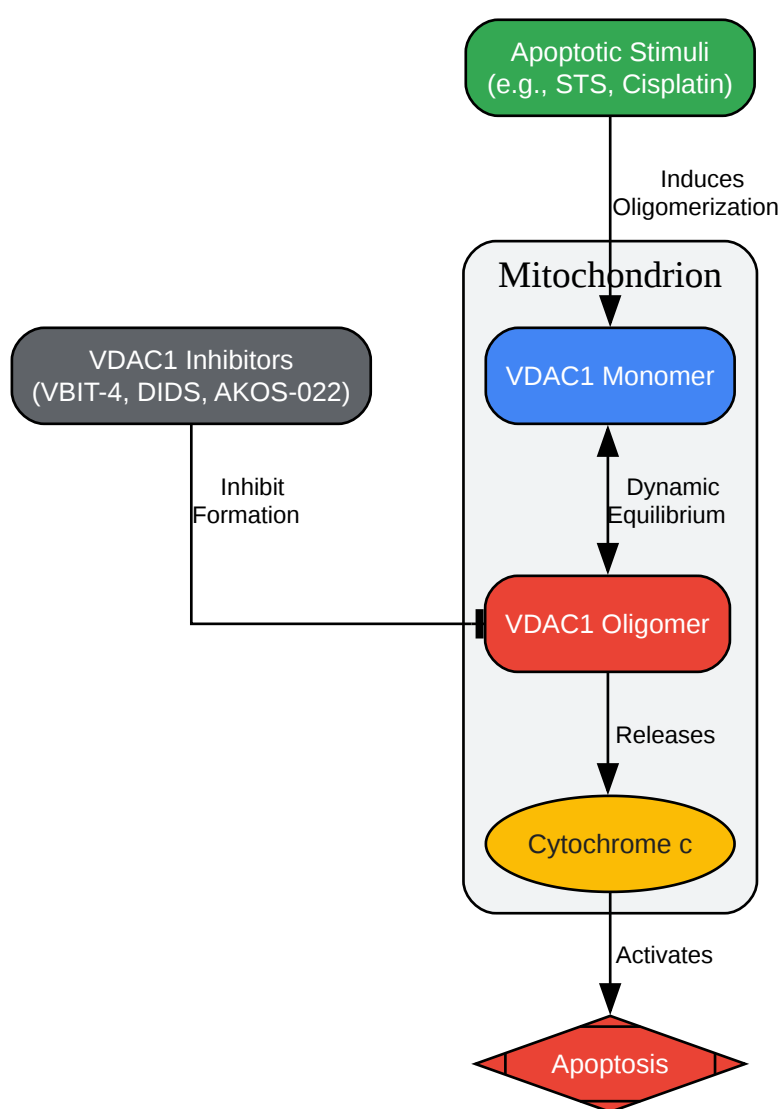 Apoptotic Stimuli
(e.g., STS, Cisplatin)
Induces
Oligomerization
Mitochondrion
VDAC1 Inhibitors
(VBIT-4, DIDS, AKOS-022)
VDAC1 Monomer
Inhibit
Formation
Dynamic
Equilibrium
VDAC1 Oligomer
Releases
Cytochrome c
Activates
Apoptosis